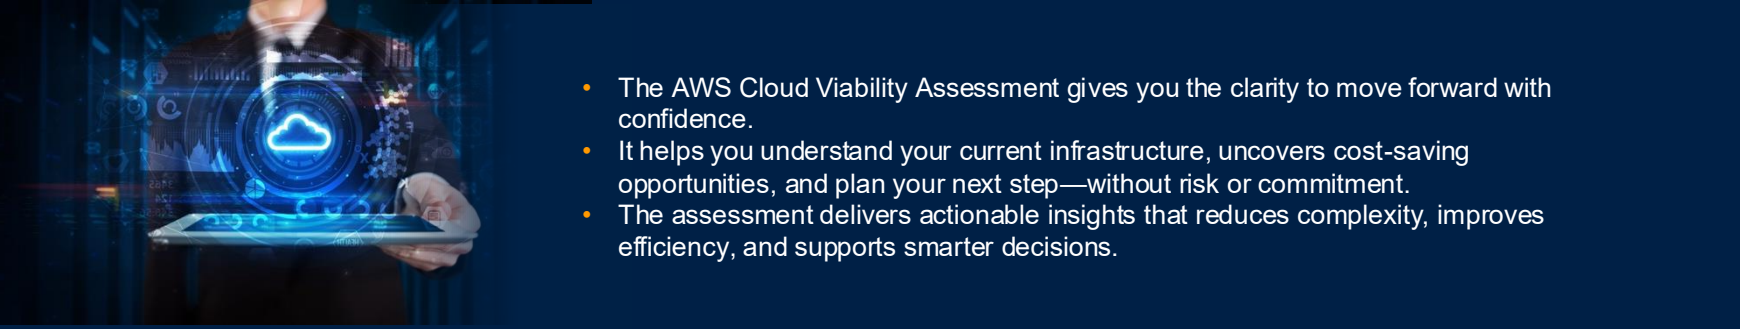 • The AWS Cloud Viability Assessment gives you the clarity to move forward with
confidence.
• It helps you understand your current infrastructure, uncovers cost-saving
opportunities, and plan your next step—without risk or commitment.
• The assessment delivers actionable insights that reduces complexity, improves
efficiency, and supports smarter decisions.